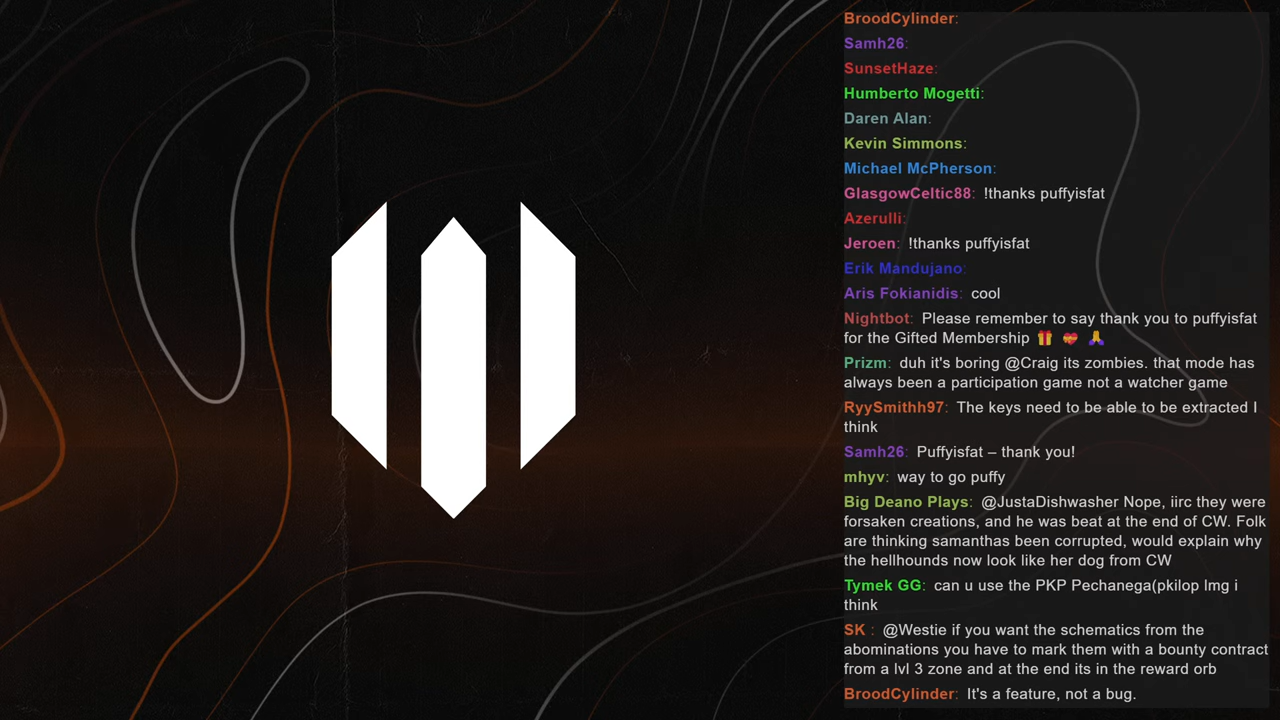 BroodCylinder:
Samh26:
SunsetHaze:
Humberto Mogetti:
Daren Alan:
Kevin Simmons:
Michael McPherson:
GlasgowCeltic88: !thanks puffyisfat
Azerulli:
Jeroen: !thanks puffyisfat
Erik Mandujano:
Aris Fokianidis: cool
Nightbot: Please remember to say thank you to puffyisfat
for the Gifted Membership 🎁 💝 🙏
Prizm: duh it's boring @Craig its zombies. that mode has
always been a participation game not a watcher game
RyySmithh97: The keys need to be able to be extracted I
think
Samh26: Puffyisfat – thank you!
mhyv: way to go puffy
Big Deano Plays: @JustaDishwasher Nope, iirc they were
forsaken creations, and he was beat at the end of CW. Folk
are thinking samanthas been corrupted, would explain why
the hellhounds now look like her dog from CW
Tymek GG: can u use the PKP Pechanega(pkilop lmg i
think
SK : @Westie if you want the schematics from the
abominations you have to mark them with a bounty contract
from a lvl 3 zone and at the end its in the reward orb
BroodCylinder: It's a feature, not a bug.